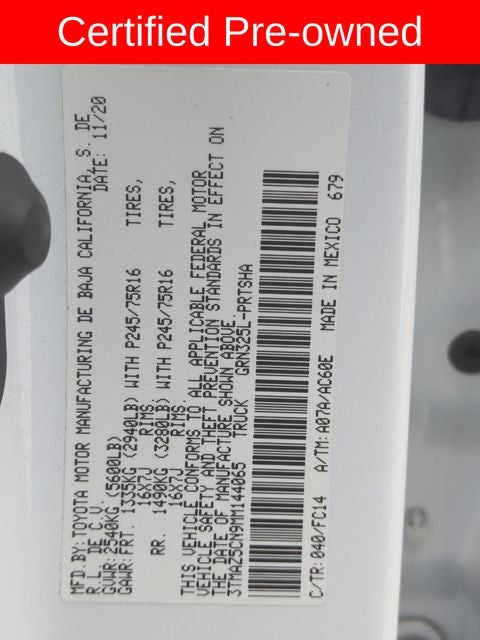 Certified Pre-owned
MFD.BY:TOYOTA MOTOR MANUFACTURING DE BAJA CALIFORNIA, S. DE
R.L. DE C.V. DATE: 11/20
GVWR:2540KG (5600LB)
GAWR:FRT. 1335KG (2940LB) WITH P245/75R16 TIRES,
16X7J RIMS
RR. 1490KG (3280LB) WITH P245/75R16 TIRES,
16X7J RIMS.
THIS VEHICLE CONFORMS TO ALL APPLICABLE FEDERAL MOTOR
VEHICLE SAFETY AND THEFT PREVENTION STANDARDS IN EFFECT ON
THE DATE OF MANUFACTURE SHOWN ABOVE.
3TMAZ5CN9MM144065 TRUCK GRN325L-PRTSHA
C/TR:040/FC14 A/TM:A07A/AC60E MADE IN MEXICO 679